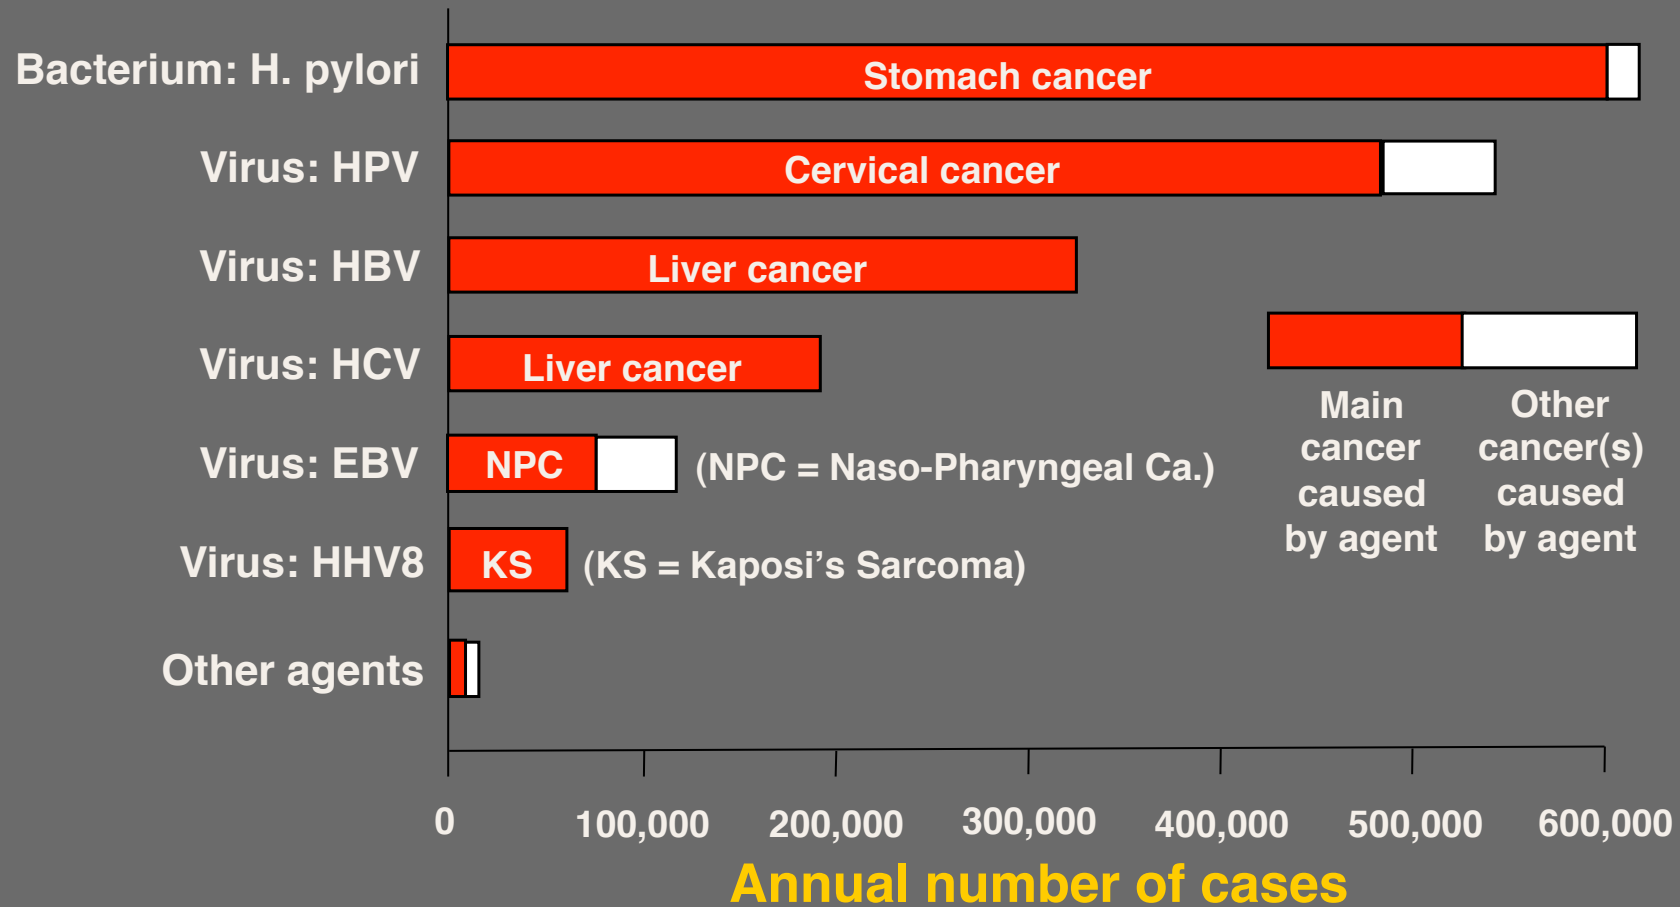 Bacterium: H. pylori
Stomach cancer
Virus: HPV
Cervical cancer
Virus: HBV
Liver cancer
Virus: HCV
Liver cancer
Virus: EBV
NPC
(NPC = Naso-Pharyngeal Ca.)
Virus: HHV8
KS
(KS = Kaposi’s Sarcoma)
Other agents
Main
cancer
caused
by agent
Other
cancer(s)
caused
by agent
0 100,000 200,000 300,000 400,000 500,000 600,000
Annual number of cases